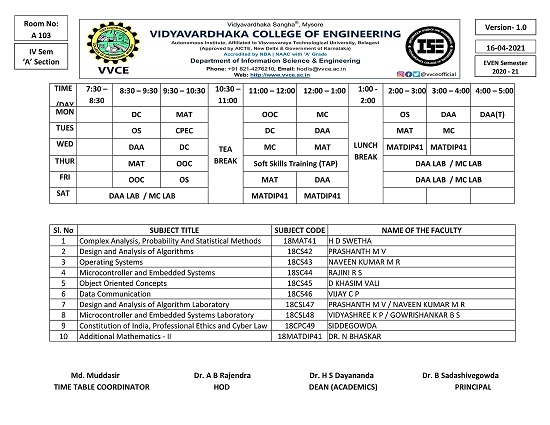 Room No:
A 103
IV Sem
‘A’ Section
VVCE
Vidyavardhaka Sangha®, Mysore
VIDYAVARDHAKA COLLEGE OF ENGINEERING
Autonomous Institute, Affiliated to Visvesvaraya Technological University, Belagavi
(Approved by AICTE, New Delhi & Government of Karnataka)
Accredited by NBA | NAAC with ‘A’ Grade
Department of Information Science & Engineering
Phone: +91 821-4276210, Email: hodis@vvce.ac.in
Web: http://www.vvce.ac.in
ISE
@vvceofficial
Version- 1.0
16-04-2021
EVEN Semester
2020 - 21
TIME /DAY 7:30 – 8:30 8:30 – 9:30 9:30 – 10:30 10:30 – 11:00 11:00 – 12:00 12:00 – 1:00 1:00 - 2:00 2:00 – 3:00 3:00 – 4:00 4:00 – 5:00
MON DC MAT OOC MC OS DAA DAA(T)
TUES OS CPEC DC DAA MAT MC
WED DAA DC TEA BREAK MC MAT LUNCH BREAK MATDIP41 MATDIP41
THUR MAT OOC Soft Skills Training (TAP) DAA LAB / MC LAB
FRI OOC OS MAT DAA DAA LAB / MC LAB
SAT DAA LAB / MC LAB MATDIP41 MATDIP41
Sl. No SUBJECT TITLE SUBJECT CODE NAME OF THE FACULTY
1 Complex Analysis, Probability And Statistical Methods 18MAT41 H D SWETHA
2 Design and Analysis of Algorithms 18CS42 PRASHANTH M V
3 Operating Systems 18CS43 NAVEEN KUMAR M R
4 Microcontroller and Embedded Systems 18SC44 RAJINI R S
5 Object Oriented Concepts 18CS45 D KHASIM VALI
6 Data Communication 18CS46 VIJAY C P
7 Design and Analysis of Algorithm Laboratory 18CSL47 PRASHANTH M V / NAVEEN KUMAR M R
8 Microcontroller and Embedded Systems Laboratory 18CSL48 VIDYASHREE K P / GOWRISHANKAR B S
9 Constitution of India, Professional Ethics and Cyber Law 18CPC49 SIDDEGOWDA
10 Additional Mathematics - II 18MATDIP41 DR. N BHASKAR
Md. Muddasir Dr. A B Rajendra Dr. H S Dayananda Dr. B Sadashivegowda
TIME TABLE COORDINATOR HOD DEAN (ACADEMICS) PRINCIPAL